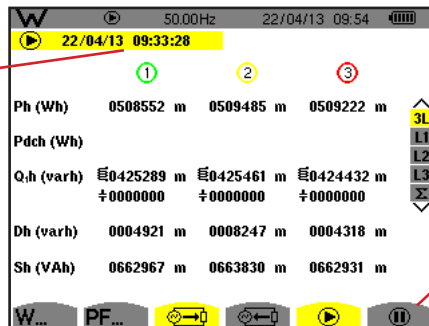 W 50.00Hz 22/04/13 09:54
22/04/13 09:33:28
1 2 3
Ph (Wh) 0508552 m 0509485 m 0509222 m
3L
Pdch (Wh)
L1
L2
Q₁h (varh) 0425289 m 0425461 m 0424432 m
L3
÷0000000 ÷0000000 ÷0000000
Σ
Dh (varh) 0004921 m 0008247 m 0004318 m
Sh (VAh) 0662967 m 0663830 m 0662931 m
W... PF...